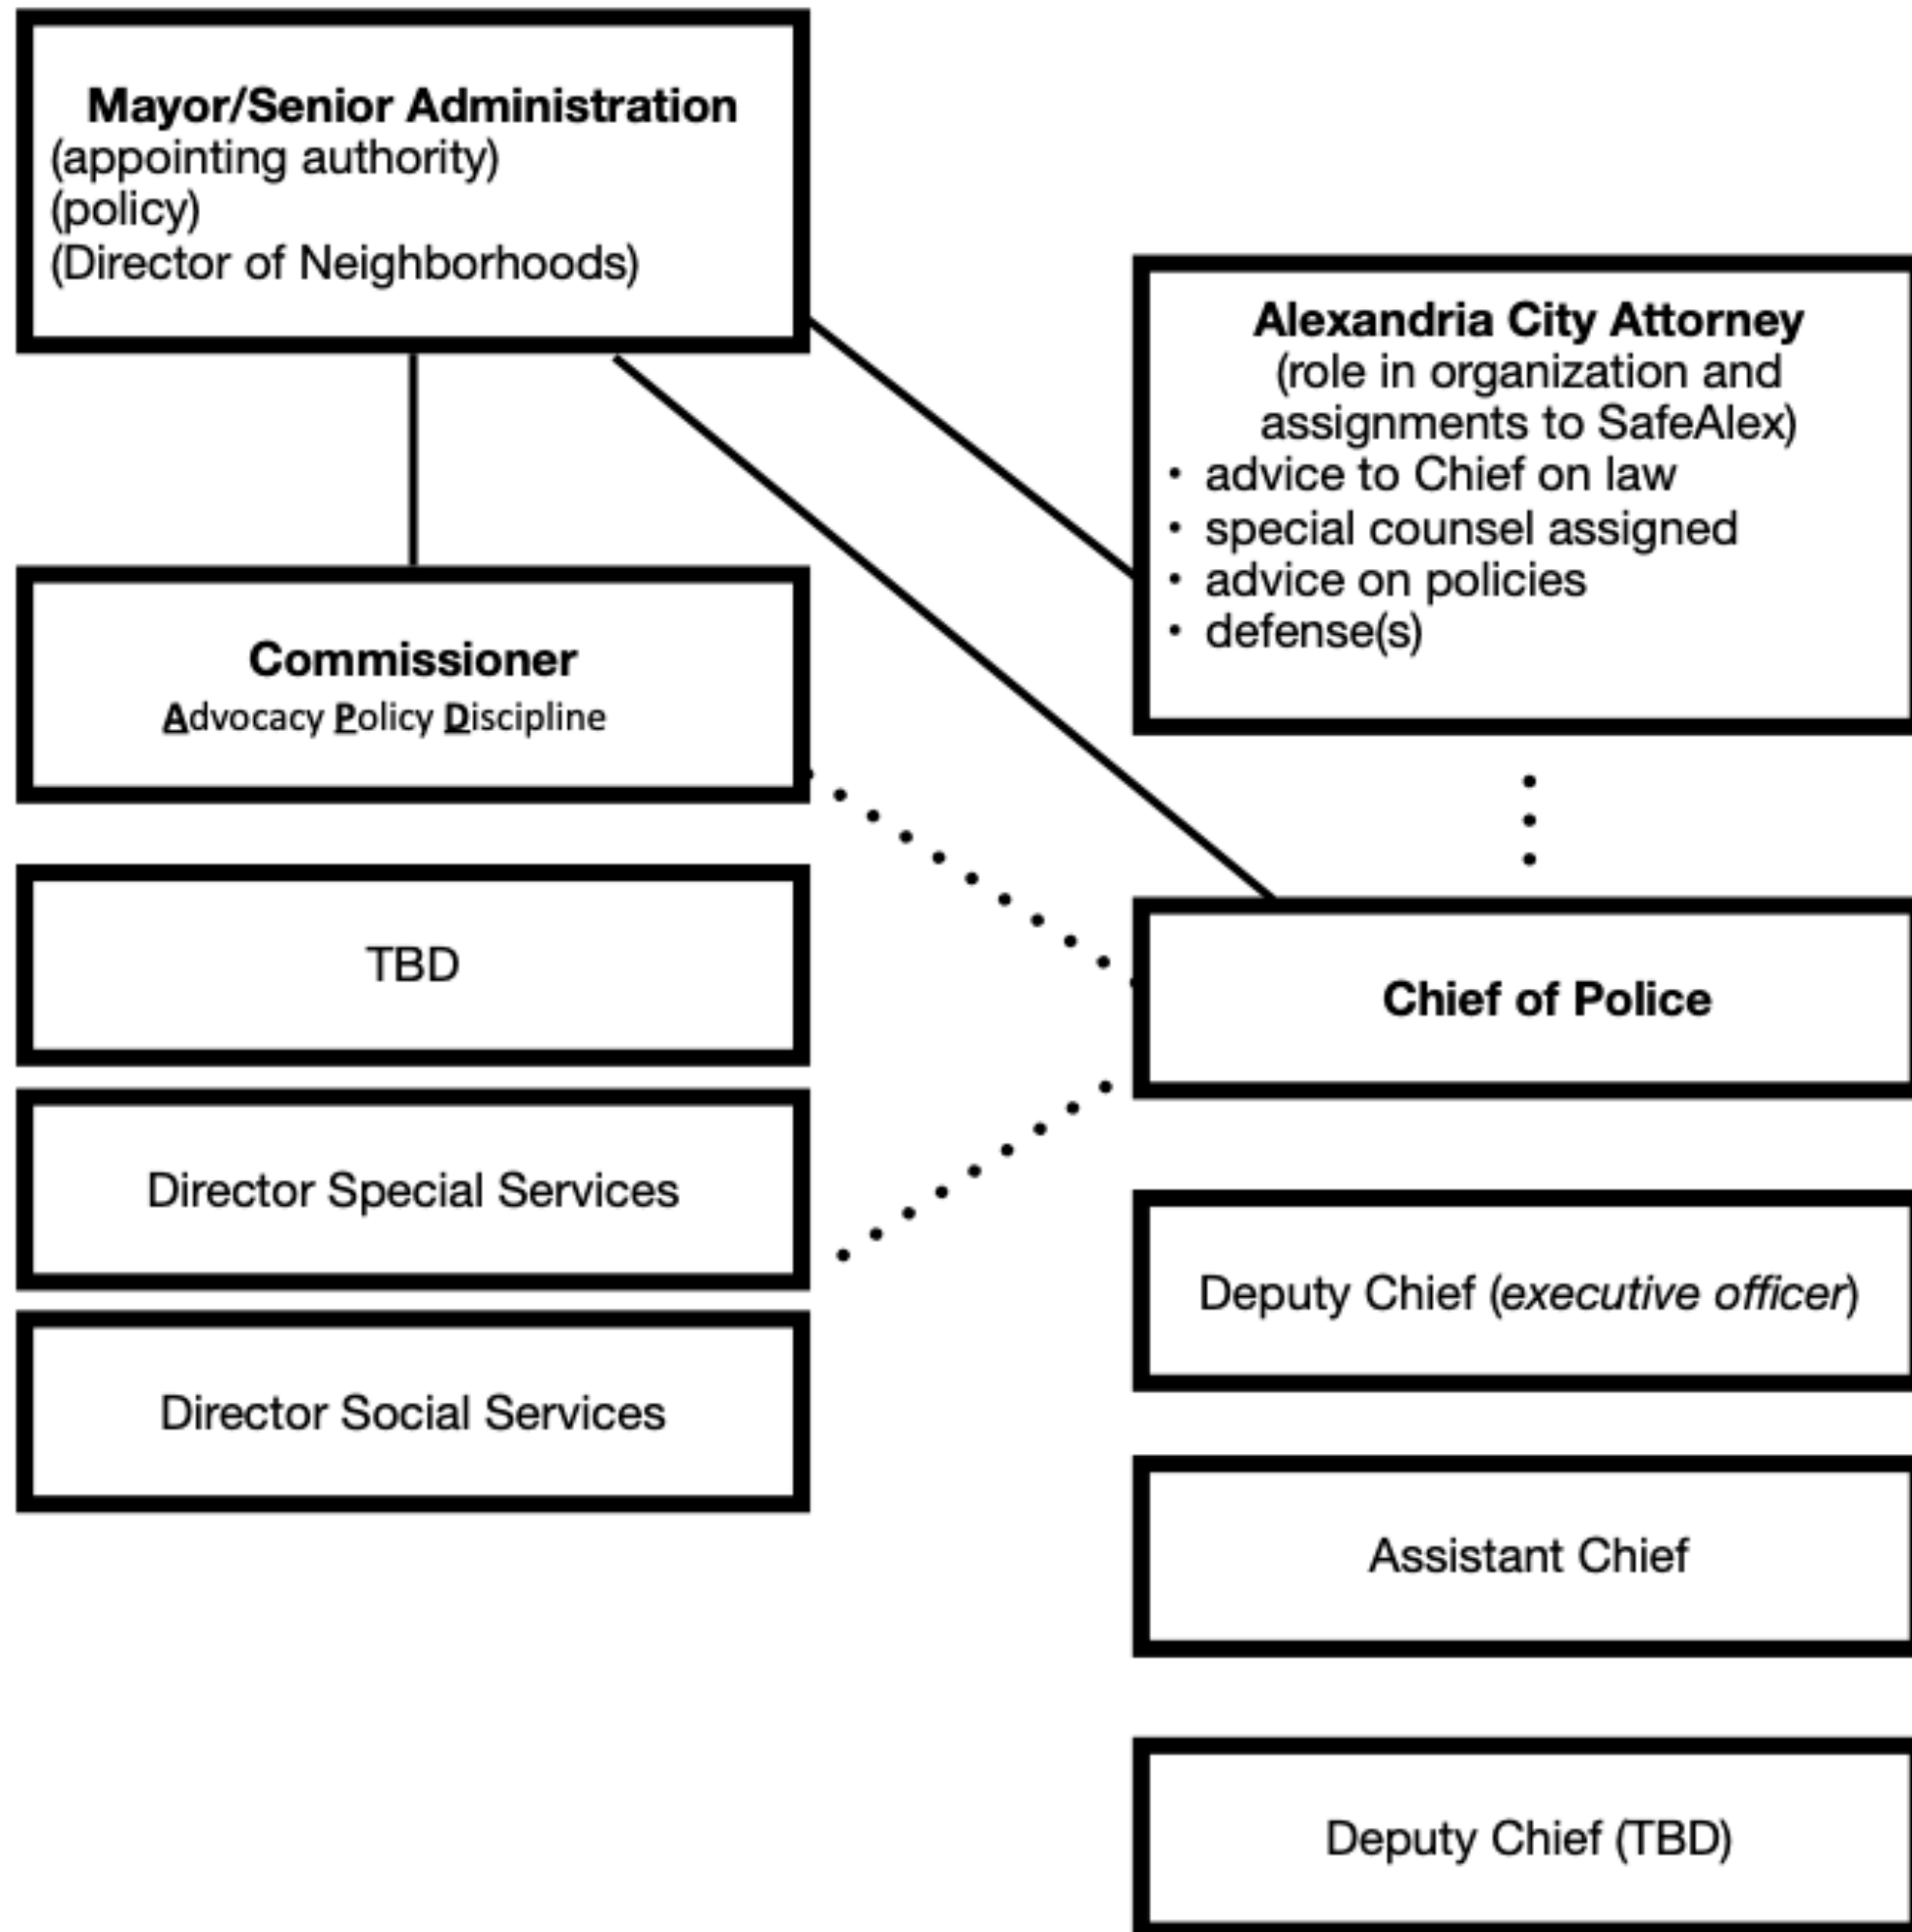 Mayor/Senior Administration
(appointing authority)
(policy)
(Director of Neighborhoods)
Alexandria City Attorney
(role in organization and
assignments to SafeAlex)
• advice to Chief on law
• special counsel assigned
• advice on policies
• defense(s)
Commissioner
Advocacy Policy Discipline
TBD
Chief of Police
Director Special Services
Deputy Chief (executive officer)
Director Social Services
Assistant Chief
Deputy Chief (TBD)